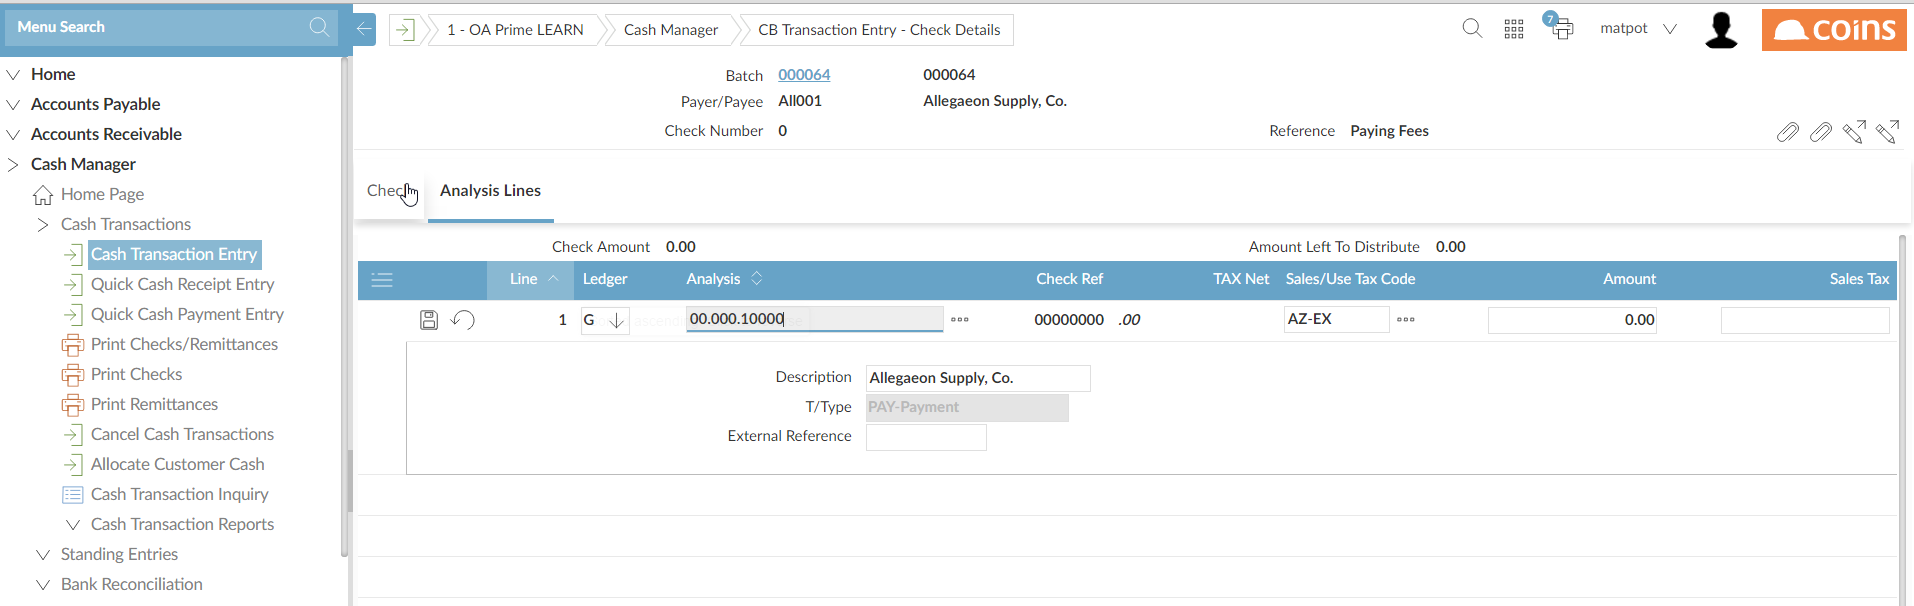 Menu Search
1 - OA Prime LEARN
Cash Manager
CB Transaction Entry - Check Details
7
matpot
coins
Home
Accounts Payable
Accounts Receivable
Cash Manager
Home Page
Cash Transactions
Cash Transaction Entry
Quick Cash Receipt Entry
Quick Cash Payment Entry
Print Checks/Remittances
Print Checks
Print Remittances
Cancel Cash Transactions
Allocate Customer Cash
Cash Transaction Inquiry
Cash Transaction Reports
Standing Entries
Bank Reconciliation
Batch 000064 000064
Payer/Payee All001 Allegaeon Supply, Co.
Check Number 0 Reference Paying Fees
Analysis Lines
Check Amount 0.00 Amount Left To Distribute 0.00
Line Ledger Analysis Check Ref TAX Net Sales/Use Tax Code Amount Sales Tax
1 G 00.000.10000 00000000 .00 AZ-EX 0.00
Description Allegaeon Supply, Co.
T/Type PAY-Payment
External Reference